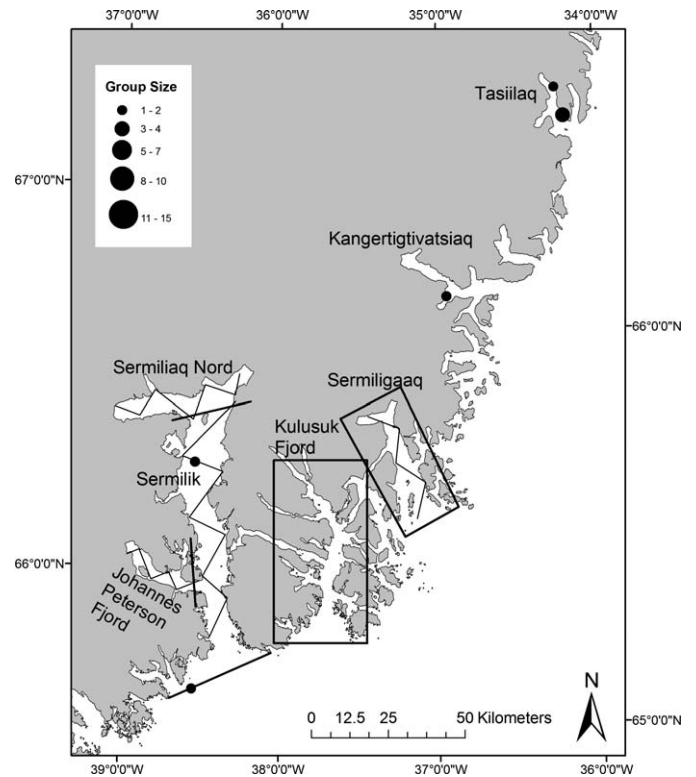 37°0'0"W 36°0'0"W 35°0'0"W 34°0'0"W
Group Size
1 - 2
3 - 4
5 - 7
8 - 10
11 - 15
Tasiilaq
67°0'0"N
Kangertigtivatsiaq
66°0'0"N
Sermiliaq Nord
Sermiligaaq
Kulusuk
Fjord
Sermilik
66°0'0"N
Johannes
Peterson
Fjord
N
0 12.5 25 50 Kilometers
65°0'0"N
39°0'0"W 38°0'0"W 37°0'0"W 36°0'0"W